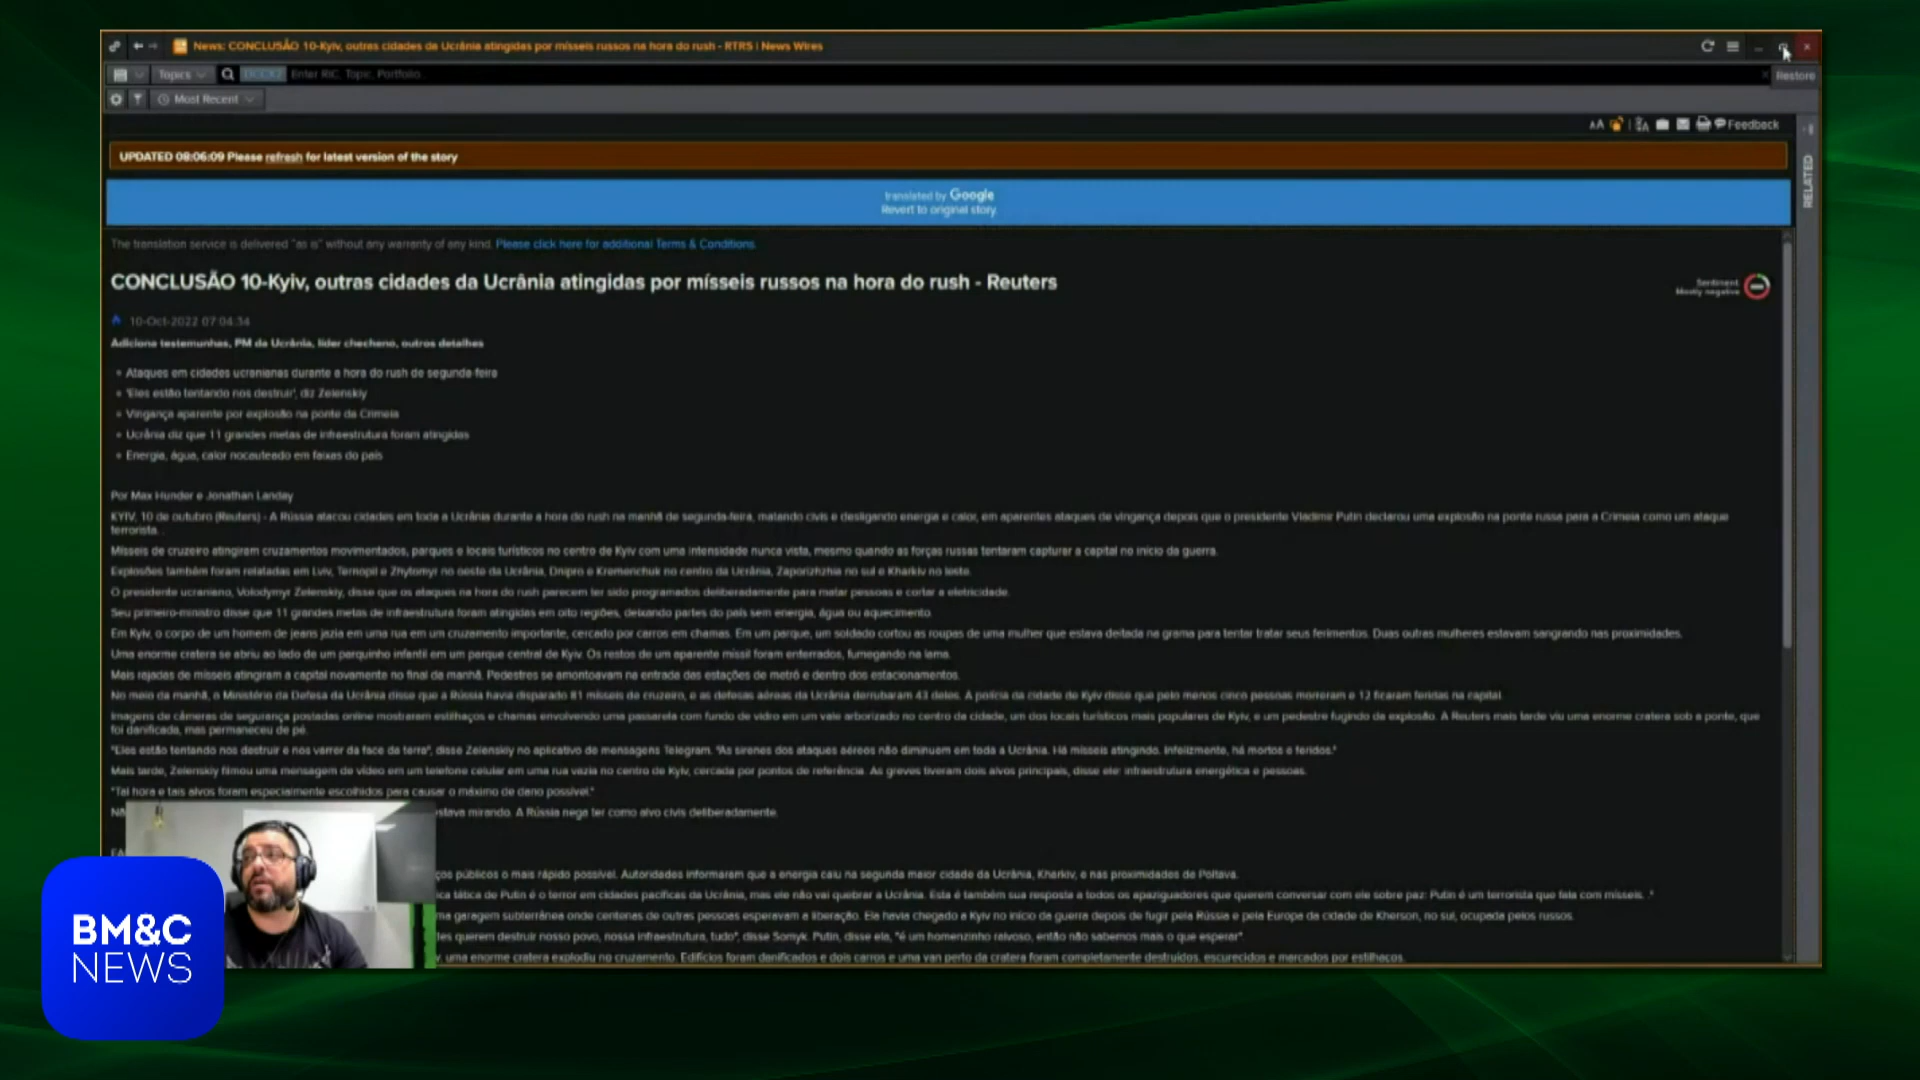 News: CONCLUSÃO 10-Kyiv, outras cidades da Ucrânia atingidas por mísseis russos na hora do rush - RTRS | News Wires
Topics
Enter RIC, Topic, Portfolio...
Restore
Most Recent
Feedback
UPDATED 08:06:09 Please refresh for latest version of the story
RELATED
translated by Google
Revert to original story.
The translation service is delivered "as is" without any warranty of any kind. Please click here for additional Terms & Conditions.
CONCLUSÃO 10-Kyiv, outras cidades da Ucrânia atingidas por mísseis russos na hora do rush - Reuters
Sentiment
Mostly negative
10-Oct-2022 07:04:34
Adiciona testemunhas, PM da Ucrânia, líder checheno, outros detalhes
Ataques em cidades ucranianas durante a hora do rush de segunda-feira
'Eles estão tentando nos destruir', diz Zelenskiy
Vingança aparente por explosão na ponte da Crimeia
Ucrânia diz que 11 grandes metas de infraestrutura foram atingidas
Energia, água, calor nocauteado em faixas do país
Por Max Hunder e Jonathan Landay
KYIV, 10 de outubro (Reuters) - A Rússia atacou cidades em toda a Ucrânia durante a hora do rush na manhã de segunda-feira, matando civis e desligando energia e calor, em aparentes ataques de vingança depois que o presidente Vladimir Putin declarou uma explosão na ponte russa para a Crimeia como um ataque
terrorista. .
Mísseis de cruzeiro atingiram cruzamentos movimentados, parques e locais turísticos no centro de Kyiv com uma intensidade nunca vista, mesmo quando as forças russas tentaram capturar a capital no início da guerra.
Explosões também foram relatadas em Lviv, Ternopil e Zhytomyr no oeste da Ucrânia, Dnipro e Kremenchuk no centro da Ucrânia, Zaporizhzhia no sul e Kharkiv no leste.
O presidente ucraniano, Volodymyr Zelenskiy, disse que os ataques na hora do rush parecem ter sido programados deliberadamente para matar pessoas e cortar a eletricidade.
Seu primeiro-ministro disse que 11 grandes metas de infraestrutura foram atingidas em oito regiões, deixando partes do país sem energia, água ou aquecimento.
Em Kyiv, o corpo de um homem de jeans jazia em uma rua em um cruzamento importante, cercado por carros em chamas. Em um parque, um soldado cortou as roupas de uma mulher que estava deitada na grama para tentar tratar seus ferimentos. Duas outras mulheres estavam sangrando nas proximidades.
Uma enorme cratera se abriu ao lado de um parquinho infantil em um parque central de Kyiv. Os restos de um aparente míssil foram enterrados, fumegando na lama.
Mais rajadas de mísseis atingiram a capital novamente no final da manhã. Pedestres se amontoavam na entrada das estações de metrô e dentro dos estacionamentos.
No meio da manhã, o Ministério da Defesa da Ucrânia disse que a Rússia havia disparado 81 mísseis de cruzeiro, e as defesas aéreas da Ucrânia derrubaram 43 deles. A polícia da cidade de Kyiv disse que pelo menos cinco pessoas morreram e 12 ficaram feridas na capital.
Imagens de câmeras de segurança postadas online mostraram estilhaços e chamas envolvendo uma passarela com fundo de vidro em um vale arborizado no centro da cidade, um dos locais turísticos mais populares de Kyiv, e um pedestre fugindo da explosão. A Reuters mais tarde viu uma enorme cratera sob a ponte, que
foi danificada, mas permaneceu de pé.
"Eles estão tentando nos destruir e nos varrer da face da terra", disse Zelenskiy no aplicativo de mensagens Telegram. "As sirenes dos ataques aéreos não diminuem em toda a Ucrânia. Há mísseis atingindo. Infelizmente, há mortos e feridos."
Mais tarde, Zelenskiy filmou uma mensagem de vídeo em um telefone celular em uma rua vazia no centro de Kyiv, cercada por pontos de referência. As greves tiveram dois alvos principais, disse ele: infraestrutura energética e pessoas.
"Tal hora e tais alvos foram especialmente escolhidos para causar o máximo de dano possível."
stava mirando. A Rússia nega ter como alvo civis deliberadamente.
ços públicos o mais rápido possível. Autoridades informaram que a energia caiu na segunda maior cidade da Ucrânia, Kharkiv, e nas proximidades de Poltava.
ica tática de Putin é o terror em cidades pacíficas da Ucrânia, mas ele não vai quebrar a Ucrânia. Esta é também sua resposta a todos os apaziguadores que querem conversar com ele sobre paz: Putin é um terrorista que fala com mísseis. ."
ma garagem subterrânea onde centenas de outras pessoas esperavam a liberação. Ela havia chegado a Kyiv no início da guerra depois de fugir pela Rússia e pela Europa da cidade de Kherson, no sul, ocupada pelos russos.
les querem destruir nosso povo, nossa infraestrutura, tudo", disse Somyk. Putin, disse ela, "é um homenzinho raivoso, então não sabemos mais o que esperar".
v, uma enorme cratera explodiu no cruzamento. Edifícios foram danificados e dois carros e uma van perto da cratera foram completamente destruídos, escurecidos e marcados por estilhaços.
BM&C
NEWS